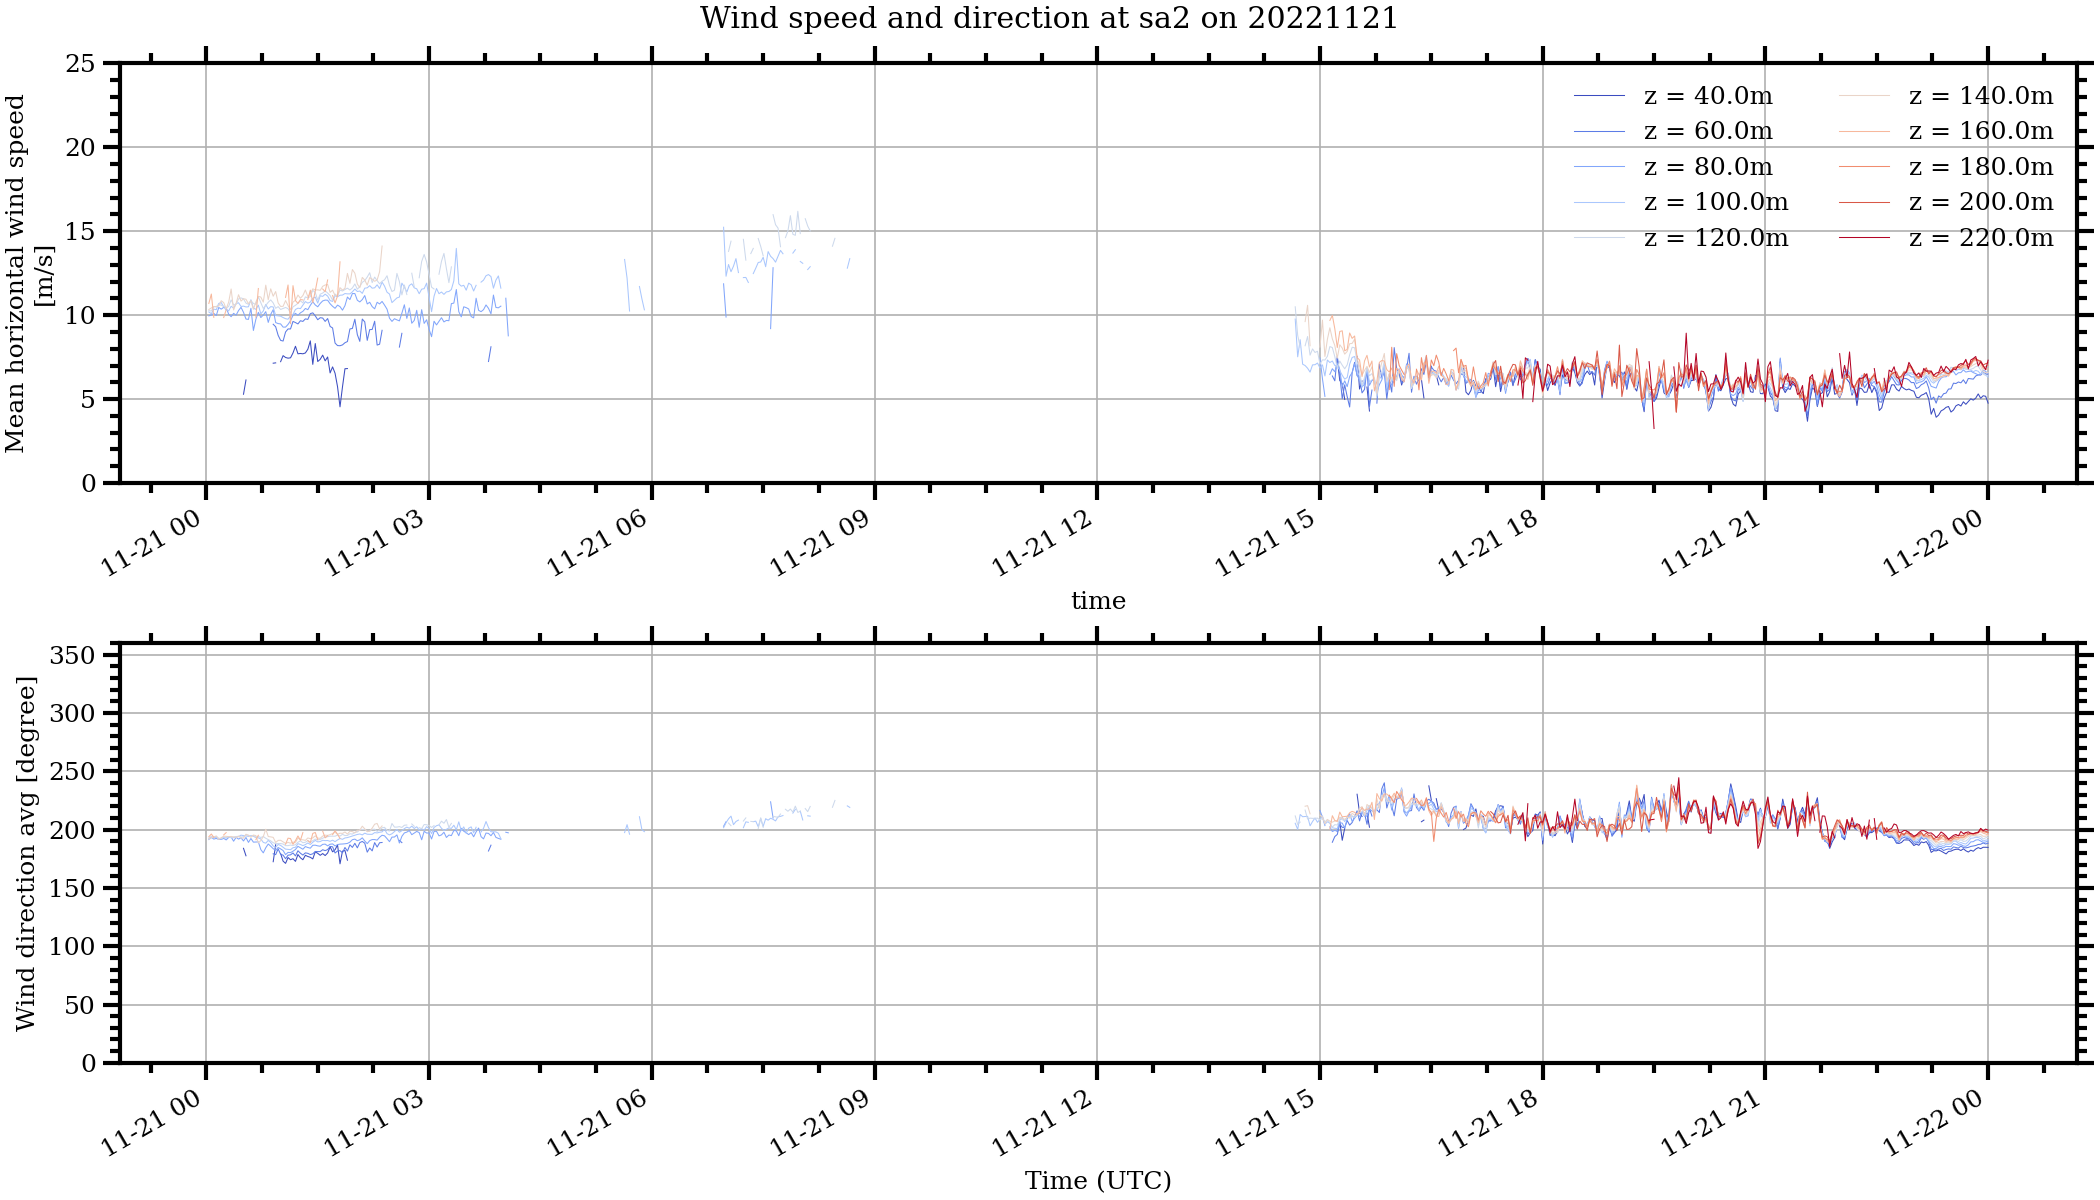 Wind speed and direction at sa2 on 20221121
Mean horizontal wind speed
[m/s]
25
20
15
10
5
0
z = 40.0m
z = 60.0m
z = 80.0m
z = 100.0m
z = 120.0m
z = 140.0m
z = 160.0m
z = 180.0m
z = 200.0m
z = 220.0m
11-21 00
11-21 03
11-21 06
11-21 09
11-21 12
11-21 15
11-21 18
11-21 21
11-22 00
time
Wind direction avg [degree]
350
300
250
200
150
100
50
0
11-21 00
11-21 03
11-21 06
11-21 09
11-21 12
11-21 15
11-21 18
11-21 21
11-22 00
Time (UTC)